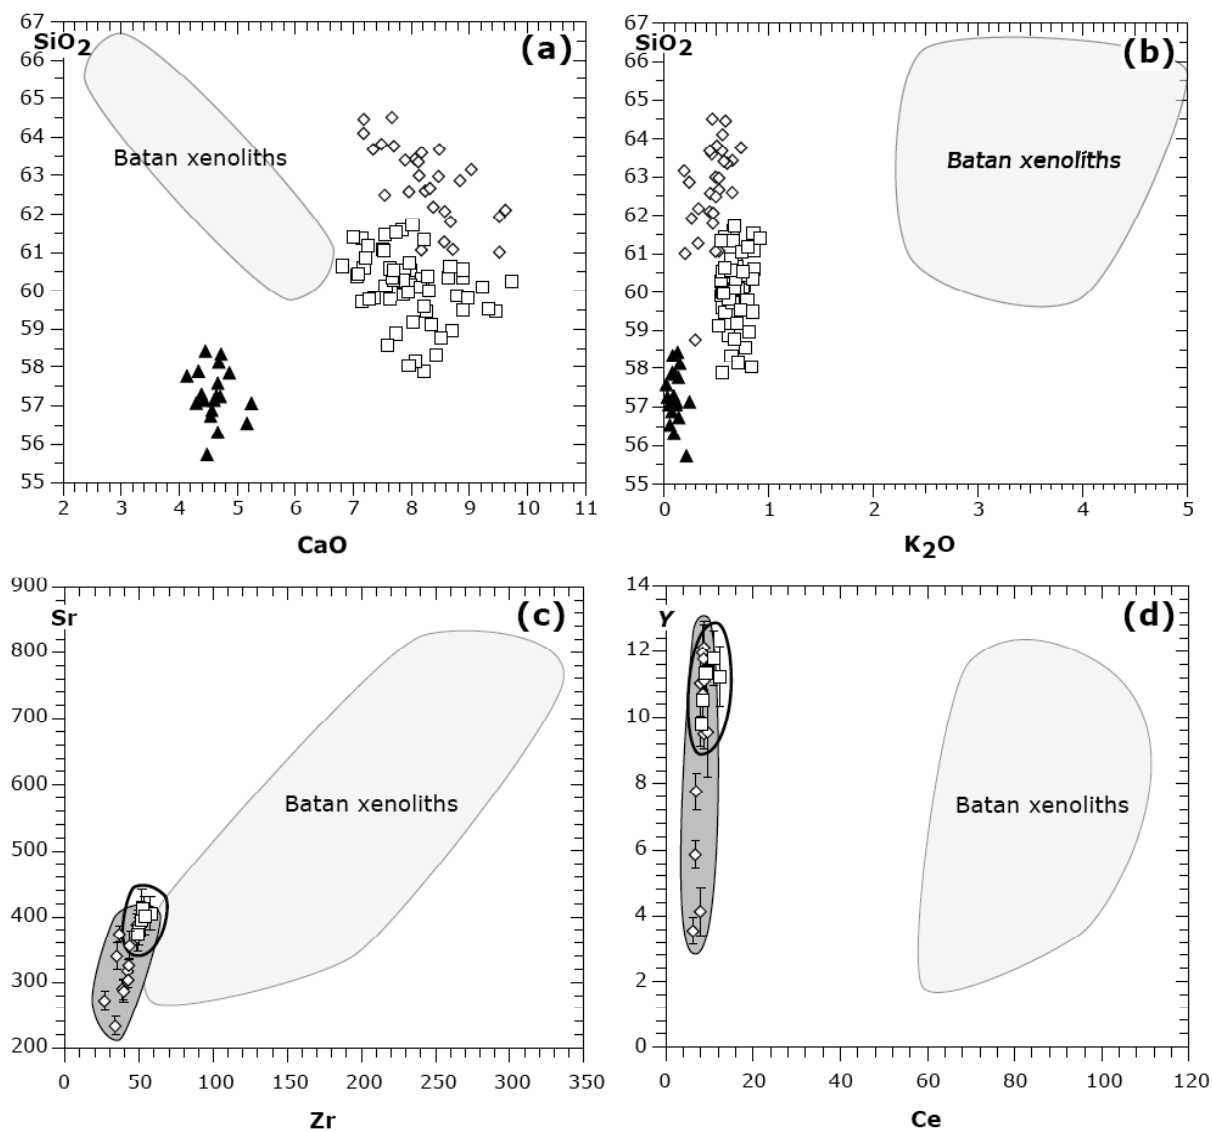 67
66
65
64
63
62
61
60
59
58
57
56
55
SiO2
(a)
Batan xenoliths
2 3 4 5 6 7 8 9 10 11
CaO
67
66
65
64
63
62
61
60
59
58
57
56
55
SiO2
(b)
Batan xenoliths
0 1 2 3 4 5
K2O
900
800
700
600
500
400
300
200
Sr
(c)
Batan xenoliths
0 50 100 150 200 250 300 350
Zr
14
12
10
8
6
4
2
0
Y
(d)
Batan xenoliths
0 20 40 60 80 100 120
Ce